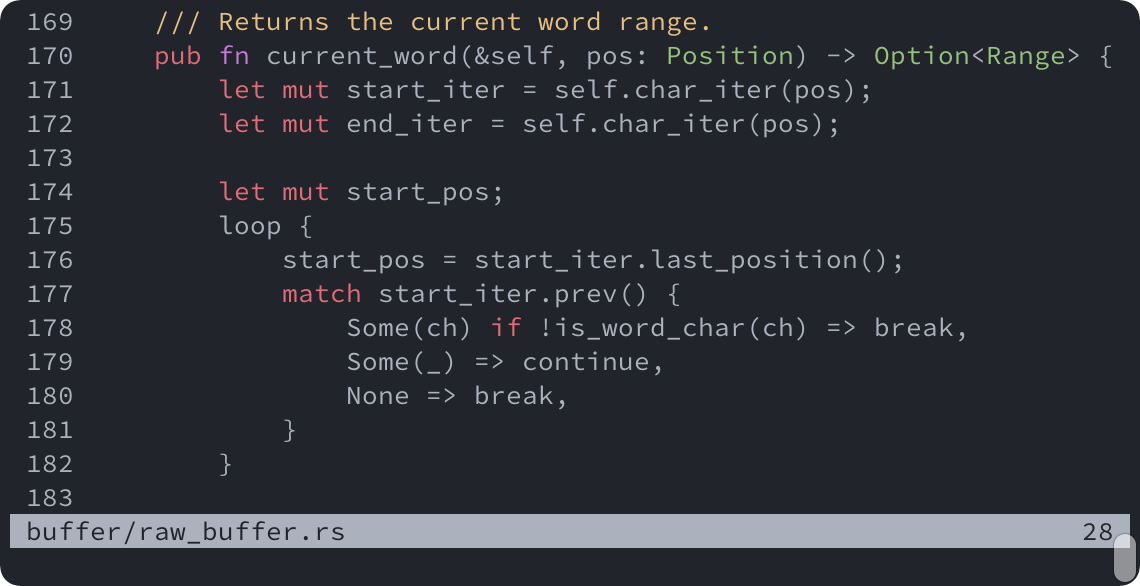 169     /// Returns the current word range.
170     pub fn current_word(&self, pos: Position) -> Option<Range> {
171         let mut start_iter = self.char_iter(pos);
172         let mut end_iter = self.char_iter(pos);
173
174         let mut start_pos;
175         loop {
176             start_pos = start_iter.last_position();
177             match start_iter.prev() {
178                 Some(ch) if !is_word_char(ch) => break,
179                 Some(_) => continue,
180                 None => break,
181             }
182         }
183
buffer/raw_buffer.rs 28